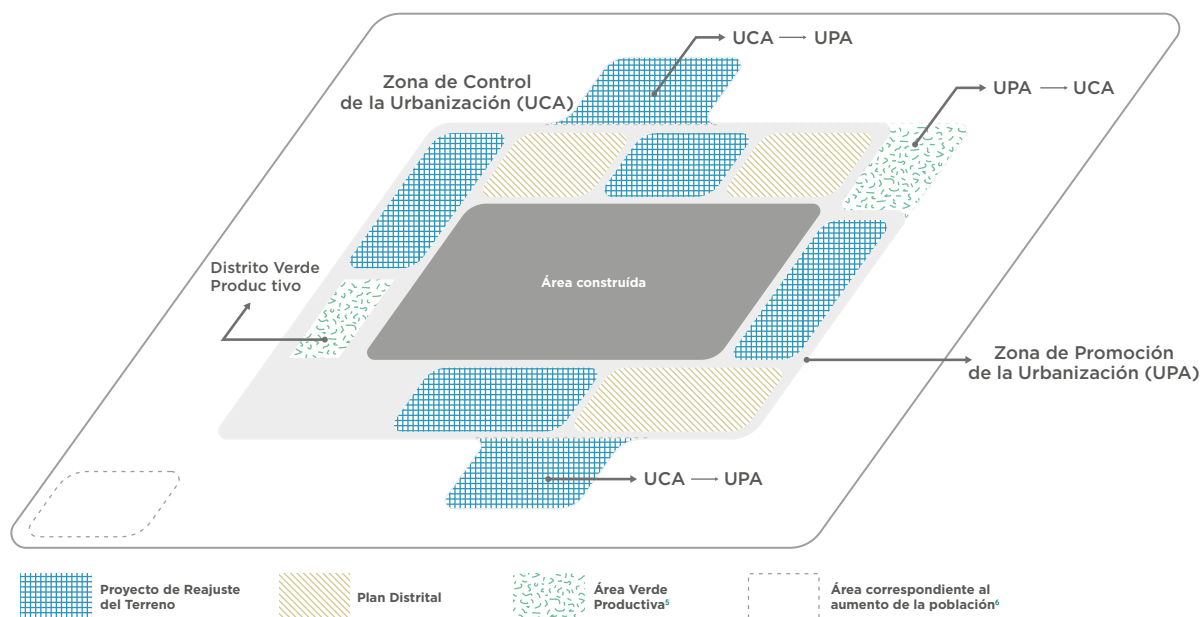 UCA → UPA
Zona de Control
de la Urbanización (UCA)
UPA → UCA
Distrito Verde
Produc tivo
Área construída
Zona de Promoción
de la Urbanización (UPA)
UCA → UPA
Proyecto de Reajuste
del Terreno
Plan Distrital
Área Verde
Productiva⁵
Área correspondiente al
aumento de la población⁶